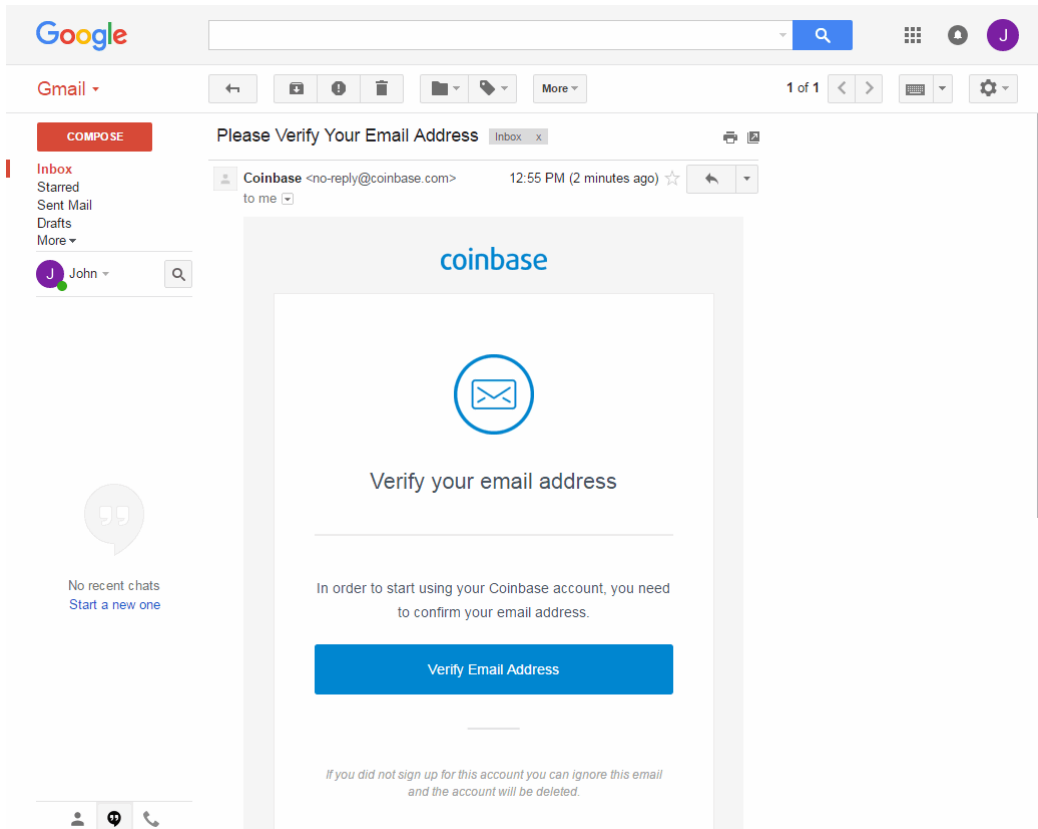 Google
J
Gmail
More
1 of 1
COMPOSE
Please Verify Your Email Address
Inbox x
Inbox
Starred
Sent Mail
Drafts
More
Coinbase <no-reply@coinbase.com>
12:55 PM (2 minutes ago)
to me
J
John
coinbase
Verify your email address
In order to start using your Coinbase account, you need
to confirm your email address.
Verify Email Address
If you did not sign up for this account you can ignore this email
and the account will be deleted.
No recent chats
Start a new one